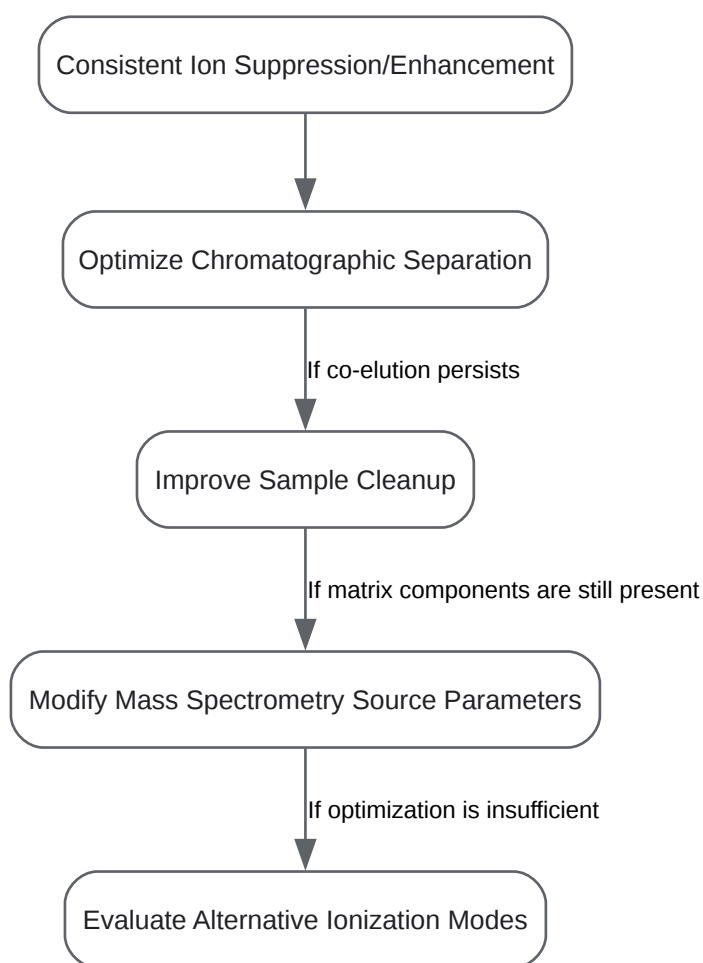 Consistent Ion Suppression/Enhancement
Optimize Chromatographic Separation
If co-elution persists
Improve Sample Cleanup
If matrix components are still present
Modify Mass Spectrometry Source Parameters
If optimization is insufficient
Evaluate Alternative Ionization Modes